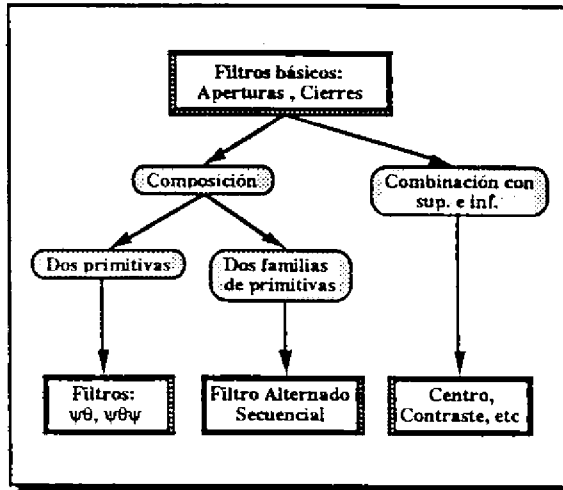 Filtros básicos:
Aperturas , Cierres
Composición
Combinación con
sup. e inf.
Dos primitivas
Dos familias
de primitivas
Filtros:
ψθ, ψθψ
Filtro Alternado
Secuencial
Centro,
Contraste, etc